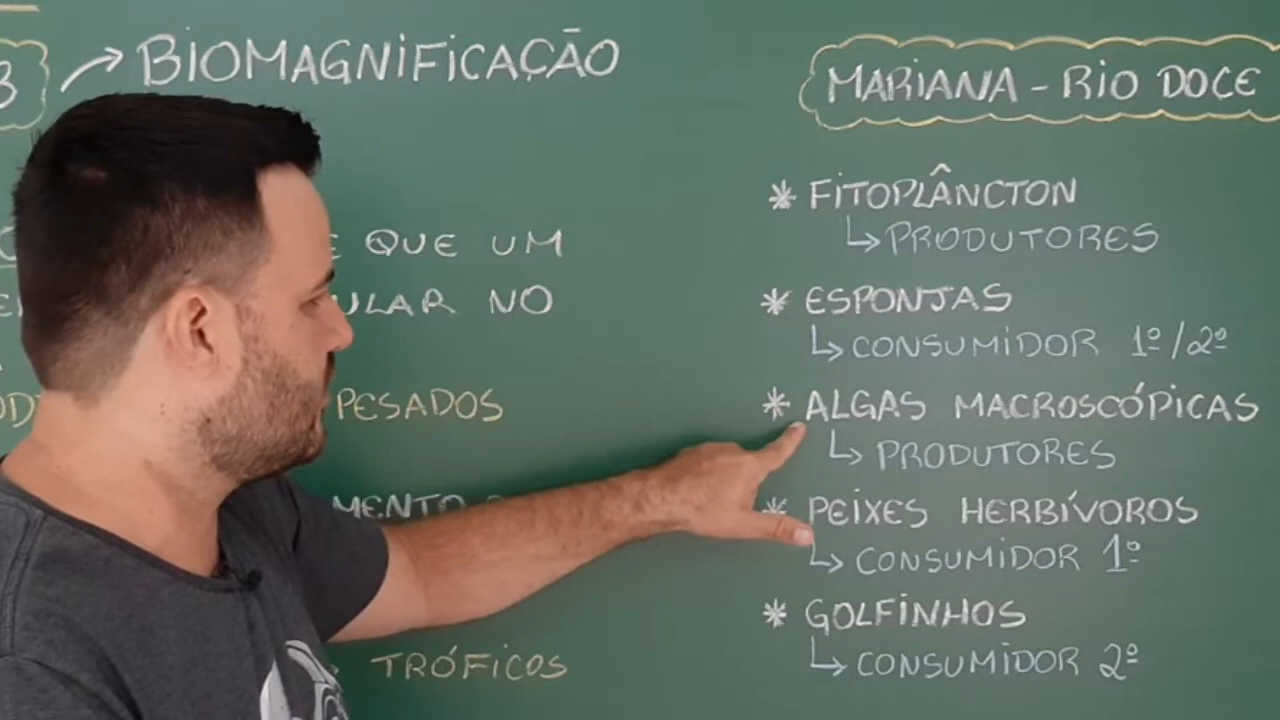 BIOMAGNIFICAÇÃO
QUE UM
NO
PESADOS
TRÓFICOS
MARIANA - RIO DOCE
* FITOPLÂNCTON
↳ PRODUTORES
* ESPONJAS
↳ CONSUMIDOR 1º/2º
* ALGAS MACROSCÓPICAS
↳ PRODUTORES
* PEIXES HERBÍVOROS
↳ CONSUMIDOR 1º
* GOLFINHOS
↳ CONSUMIDOR 2º